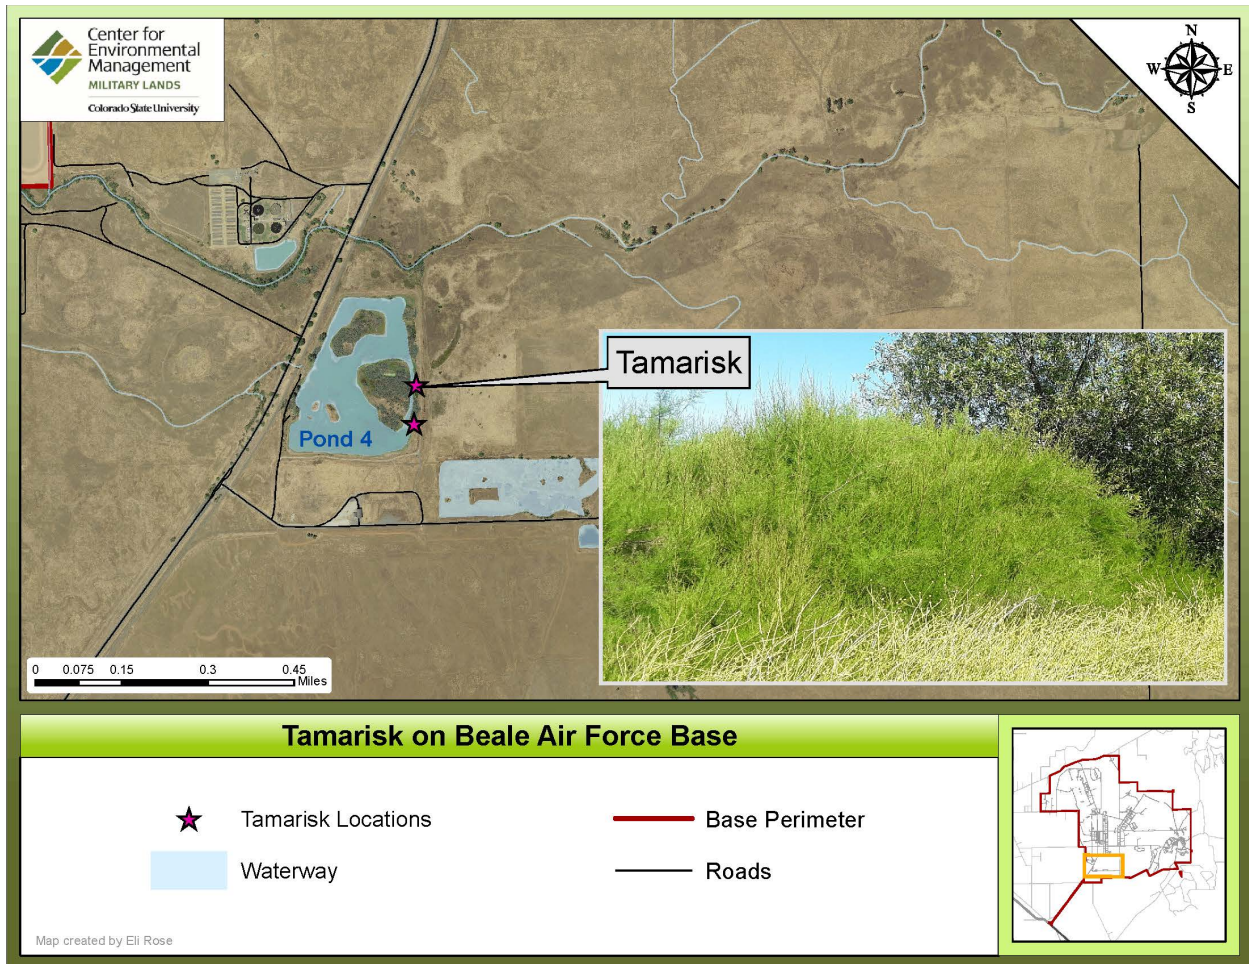 Center for
Environmental
Management
MILITARY LANDS
Colorado State University
N
W E
S
Tamarisk
Pond 4
0 0.075 0.15 0.3 0.45
Miles
Tamarisk on Beale Air Force Base
Tamarisk Locations
Base Perimeter
Waterway
Roads
Map created by Eli Rose